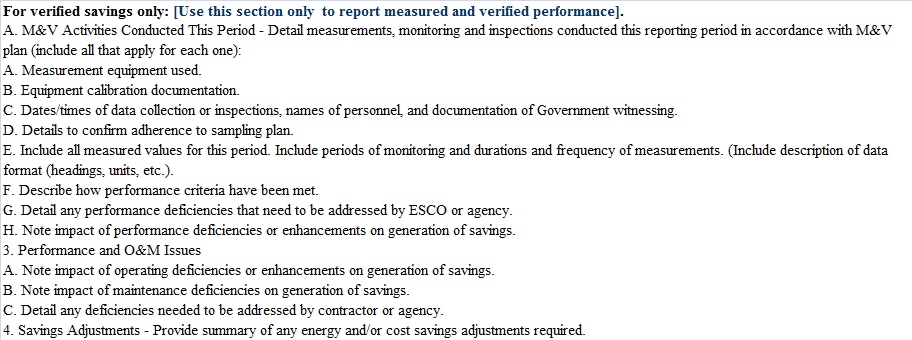 For verified savings only: [Use this section only to report measured and verified performance].
A. M&V Activities Conducted This Period - Detail measurements, monitoring and inspections conducted this reporting period in accordance with M&V
plan (include all that apply for each one):
A. Measurement equipment used.
B. Equipment calibration documentation.
C. Dates/times of data collection or inspections, names of personnel, and documentation of Government witnessing.
D. Details to confirm adherence to sampling plan.
E. Include all measured values for this period. Include periods of monitoring and durations and frequency of measurements. (Include description of data
format (headings, units, etc.).
F. Describe how performance criteria have been met.
G. Detail any performance deficiencies that need to be addressed by ESCO or agency.
H. Note impact of performance deficiencies or enhancements on generation of savings.
3. Performance and O&M Issues
A. Note impact of operating deficiencies or enhancements on generation of savings.
B. Note impact of maintenance deficiencies on generation of savings.
C. Detail any deficiencies needed to be addressed by contractor or agency.
4. Savings Adjustments - Provide summary of any energy and/or cost savings adjustments required.